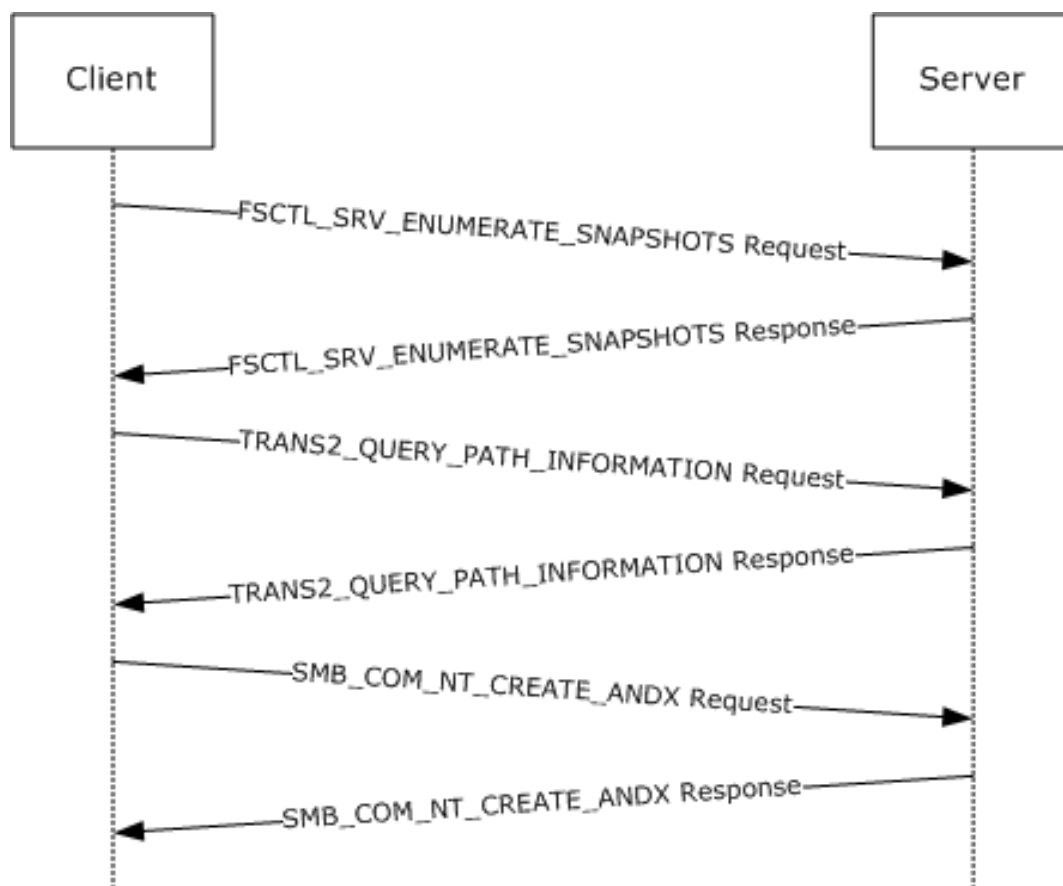 Client
Server
FSCTL_SRV_ENUMERATE_SNAPSHOTS Request
FSCTL_SRV_ENUMERATE_SNAPSHOTS Response
TRANS2_QUERY_PATH_INFORMATION Request
TRANS2_QUERY_PATH_INFORMATION Response
SMB_COM_NT_CREATE_ANDX Request
SMB_COM_NT_CREATE_ANDX Response